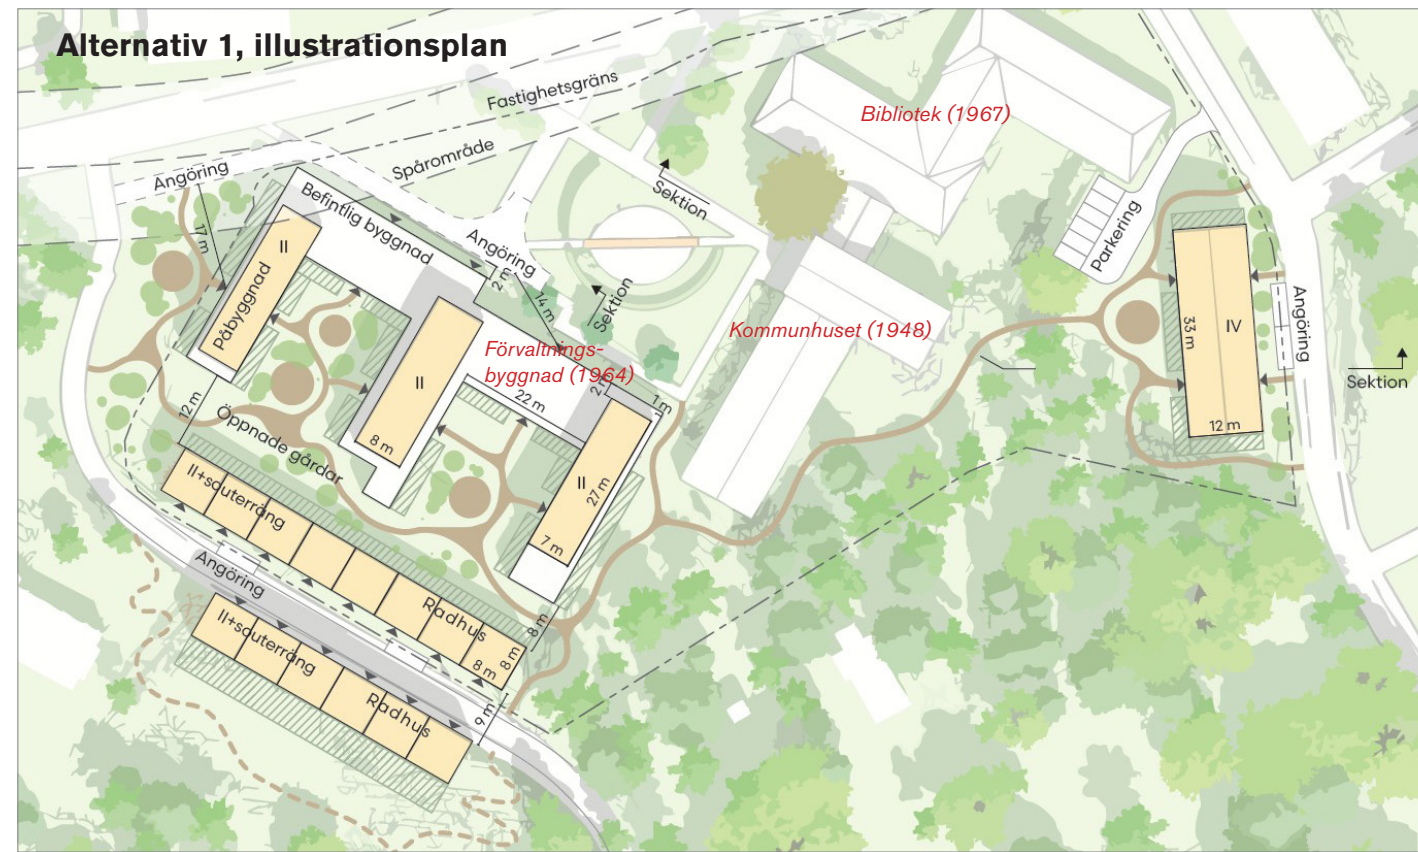 Alternativ 1, illustrationsplan
Fastighetsgräns
Bibliotek (1967)
Spårområde
Angöring
Sektion
Befintlig byggnad
17 m
II
Påbyggnad
Angöring
2 m
14 m
Sektion
Parkering
33 m
IV
12 m
Angöring
Sektion
Kommunhuset (1948)
Förvaltnings-
byggnad (1964)
2 m
1 m
22 m
II
8 m
12 m
Öppnade gårdar
II
27 m
7 m
II+souterräng
Radhus
8 m
8 m
8 m
Angöring
II+souterräng
Radhus
9 m